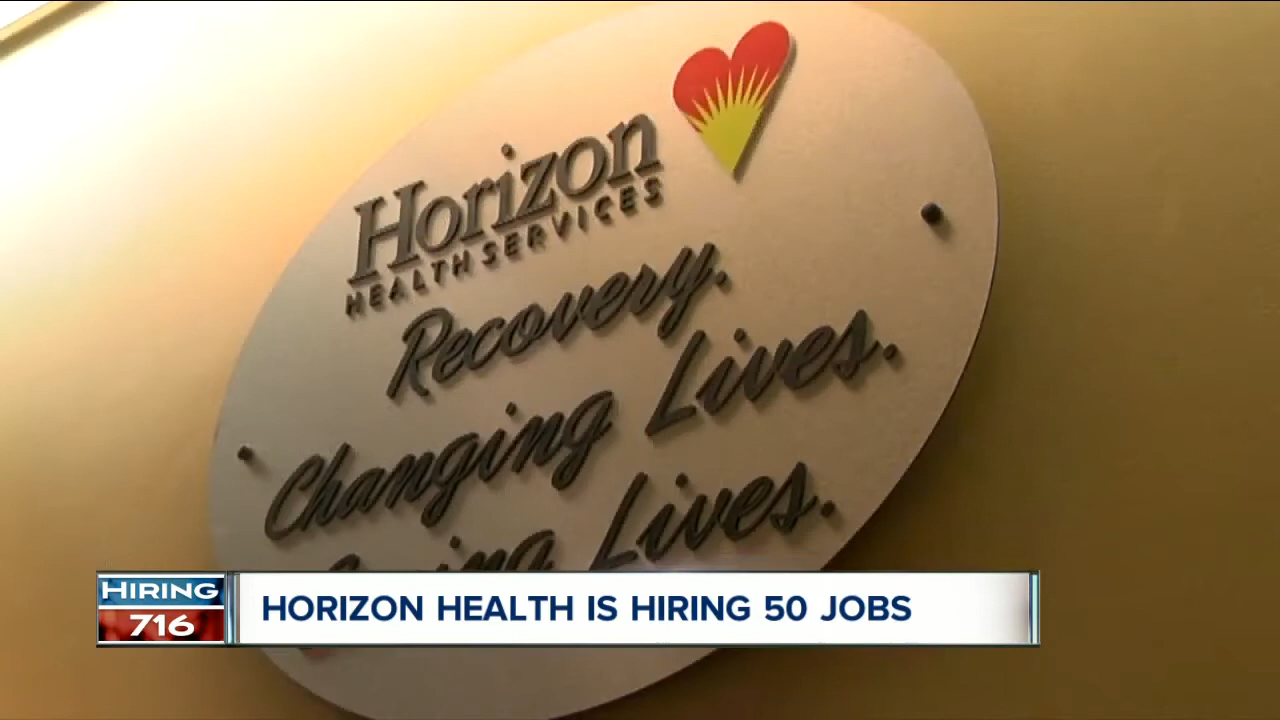 Horizon
HEALTH SERVICES
Recovery.
Changing Lives.
Lives.
HIRING
716
HORIZON HEALTH IS HIRING 50 JOBS